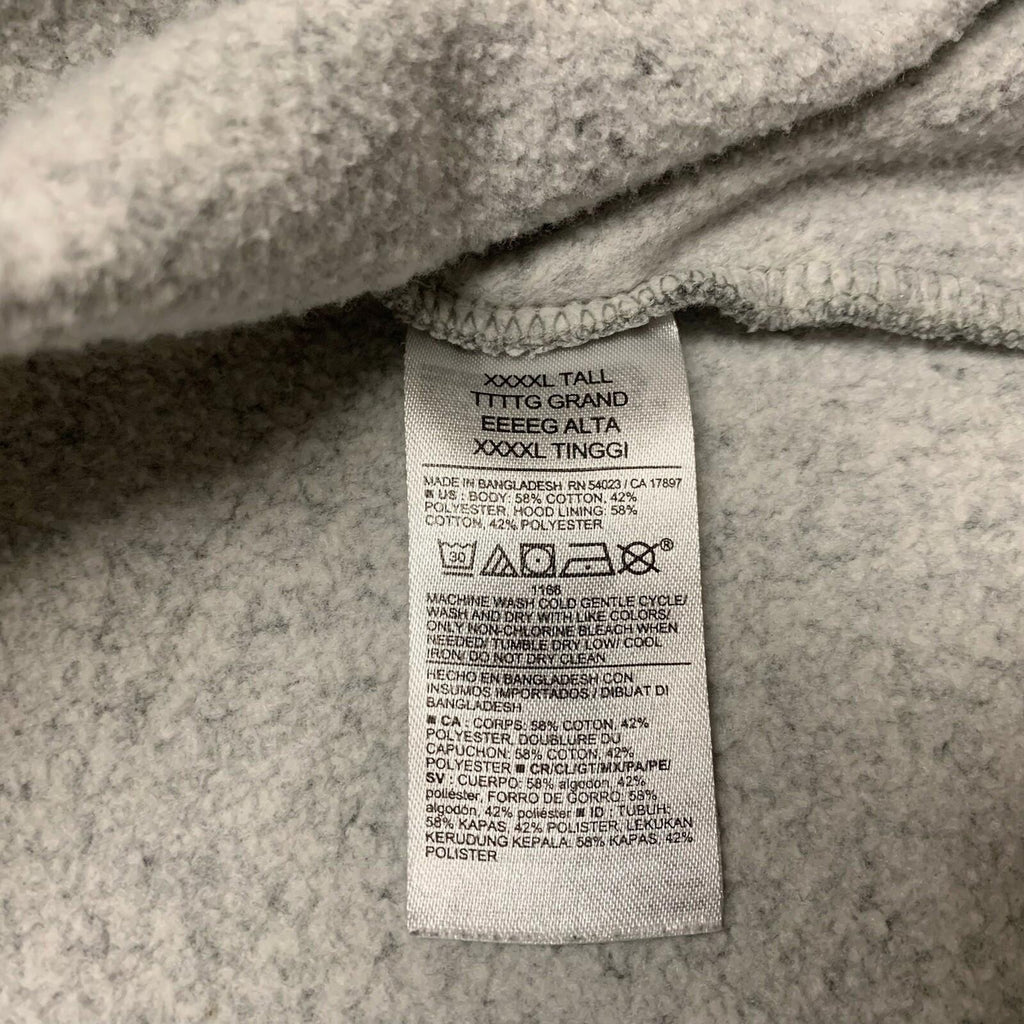 XXXXL TALL
TTTTG GRAND
EEEEG ALTA
XXXXL TINGGI
MADE IN BANGLADESH RN 54023 / CA 17897
■ US : BODY: 58% COTTON, 42%
POLYESTER, HOOD LINING: 58%
COTTON, 42% POLYESTER
30
®
1166
MACHINE WASH COLD GENTLE CYCLE/
WASH AND DRY WITH LIKE COLORS/
ONLY NON-CHLORINE BLEACH WHEN
NEEDED/ TUMBLE DRY LOW/ COOL
IRON/ DO NOT DRY CLEAN
HECHO EN BANGLADESH CON
INSUMOS IMPORTADOS / DIBUAT DI
BANGLADESH
■ CA : CORPS: 58% COTON, 42%
POLYESTER, DOUBLURE DU
CAPUCHON: 58% COTON, 42%
POLYESTER ■ CR/CL/GT/MX/PA/PE/
SV : CUERPO: 58% algodón, 42%
poliéster, FORRO DE GORRO: 58%
algodón, 42% poliéster ■ ID : TUBUH:
58% KAPAS, 42% POLISTER, LEKUKAN
KERUDUNG KEPALA: 58% KAPAS, 42%
POLISTER